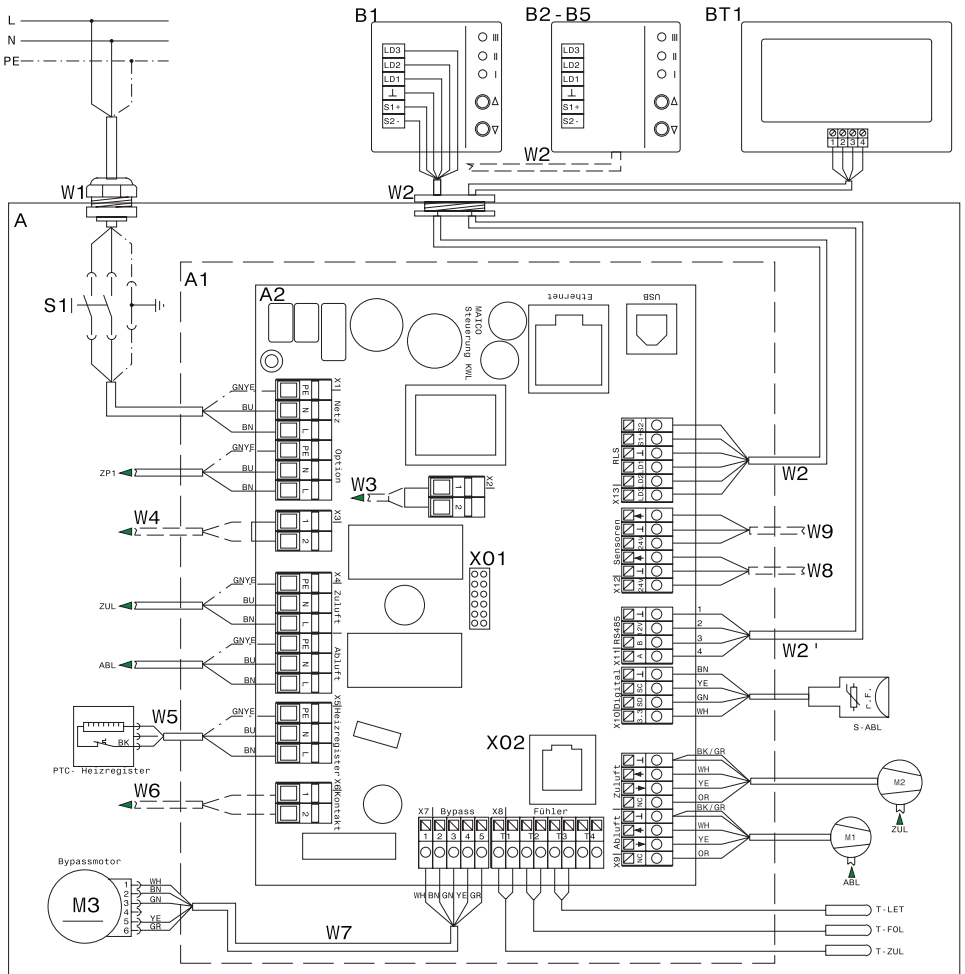 L
N
PE
B1
LD3
LD2
LD1
⊥
S1+
S2-
III
II
I
B2-B5
LD3
LD2
LD1
⊥
S1+
S2-
III
II
I
BT1
1 2 3 4
W2
W1
W2
A
A1
S1
A2
MAICO
Steuerung KWL
Ethernet
USB
GNYE
BU
BN
PE
N
L
X1
Netz
GNYE
BU
BN
PE
N
L
Option
ZP1
W3
1
2
X2
W4
1
2
X3
X01
ZUL
GNYE
BU
BN
PE
N
L
X4
Zuluft
ABL
GNYE
BU
BN
PE
N
L
Abluft
W5
BK
PTC- Heizregister
GNYE
BU
BN
PE
N
L
X5
Heizregister
W6
1
2
X6
Kontakt
X02
X13
RLS
S2-
S1+
⊥
LD1
LD2
LD3
W2
X12
Sensoren
⊥
24V
⊥
24V
W9
W8
X11
RS485
⊥
12V
B
A
1
2
3
4
W2'
X10
Digital
⊥
SC
SD
3.3
BN
YE
GN
WH
r.F.
S-ABL
Zuluft
⊥
NC
BK/GR
WH
YE
OR
M2
ZUL
X9
Abluft
⊥
NC
BK/GR
WH
YE
OR
M1
ABL
X7 Bypass
1 2 3 4 5
X8 Fühler
T1 T2 T3 T4
WH BN GN YE GR
Bypassmotor
M3
1 WH
2 BN
3 GN
4
5 YE
6 GR
W7
T-LET
T-FOL
T-ZUL